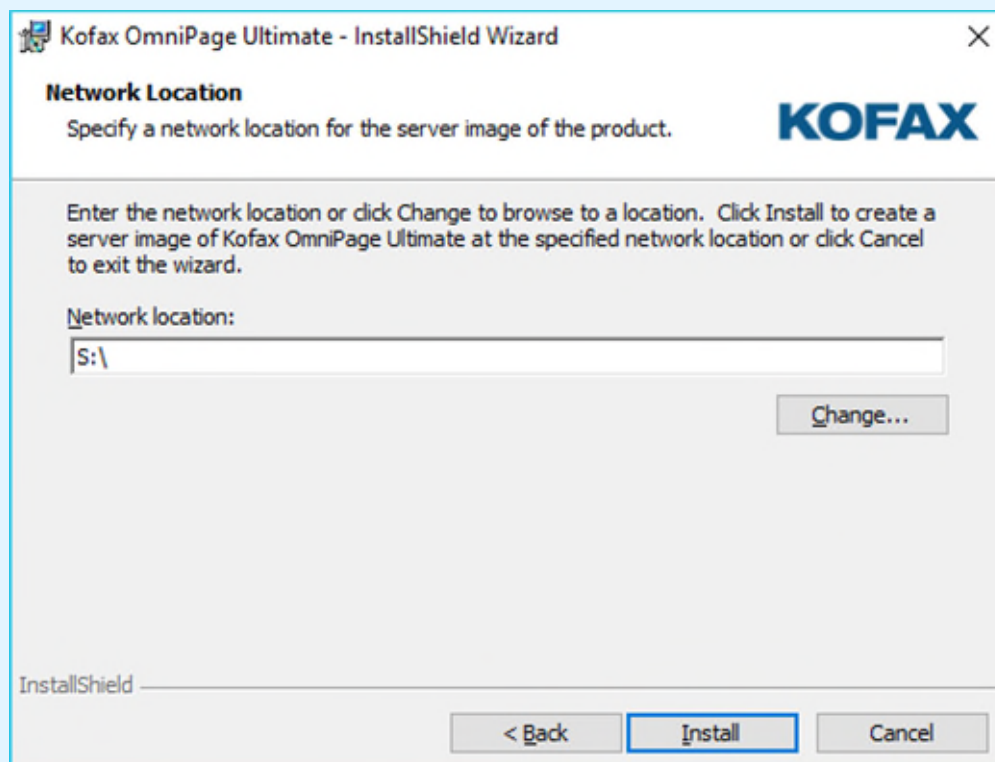 Kofax OmniPage Ultimate - InstallShield Wizard
Network Location
Specify a network location for the server image of the product.
KOFAX
Enter the network location or click Change to browse to a location. Click Install to create a
server image of Kofax OmniPage Ultimate at the specified network location or click Cancel
to exit the wizard.
Network location:
S:\
Change...
InstallShield
< Back
Install
Cancel